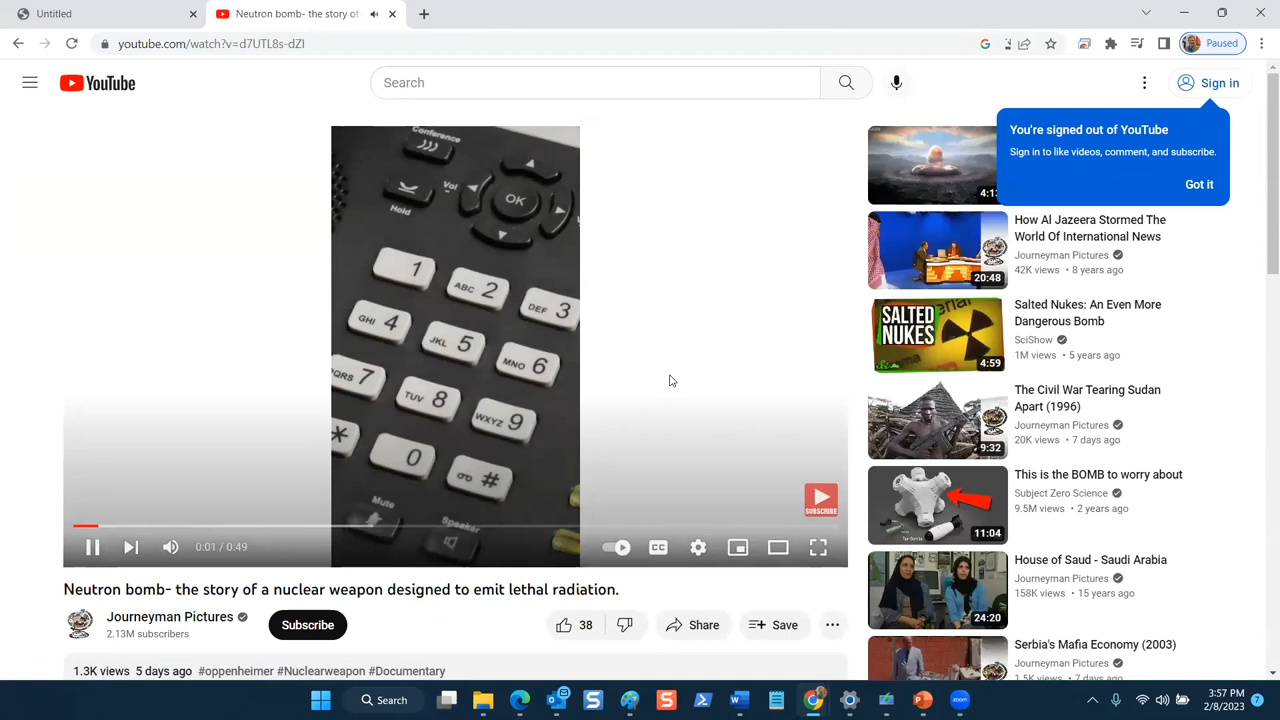 Untitled
Neutron bomb- the story of
youtube.com/watch?v=d7UTL8s-dZI
Paused
YouTube
Search
Sign in
You're signed out of YouTube
Sign in to like videos, comment, and subscribe.
Got it
Conference
Vol
OK
Hold
1
ABC 2
DEF 3
GHI 4
JKL 5
MNO 6
PQRS 7
TUV 8
WXYZ 9
*
0
#
Mute
Speaker
SUBSCRIBE
0:01 / 0:49
CC
Neutron bomb- the story of a nuclear weapon designed to emit lethal radiation.
Journeyman Pictures
2.13M subscribers
Subscribe
38
Share
Save
1.3K views 5 days ago #oppenheimer #Nuclearweapon #Documentary
How Al Jazeera Stormed The
World Of International News
Journeyman Pictures
42K views • 8 years ago
20:48
SALTED
NUKES
Salted Nukes: An Even More
Dangerous Bomb
SciShow
1M views • 5 years ago
4:59
The Civil War Tearing Sudan
Apart (1996)
Journeyman Pictures
20K views • 7 days ago
9:32
This is the BOMB to worry about
Subject Zero Science
9.5M views • 2 years ago
11:04
House of Saud - Saudi Arabia
Journeyman Pictures
158K views • 15 years ago
24:20
Serbia's Mafia Economy (2003)
Journeyman Pictures
1.5K views • 7 days ago
Search
3:57 PM
2/8/2023
7